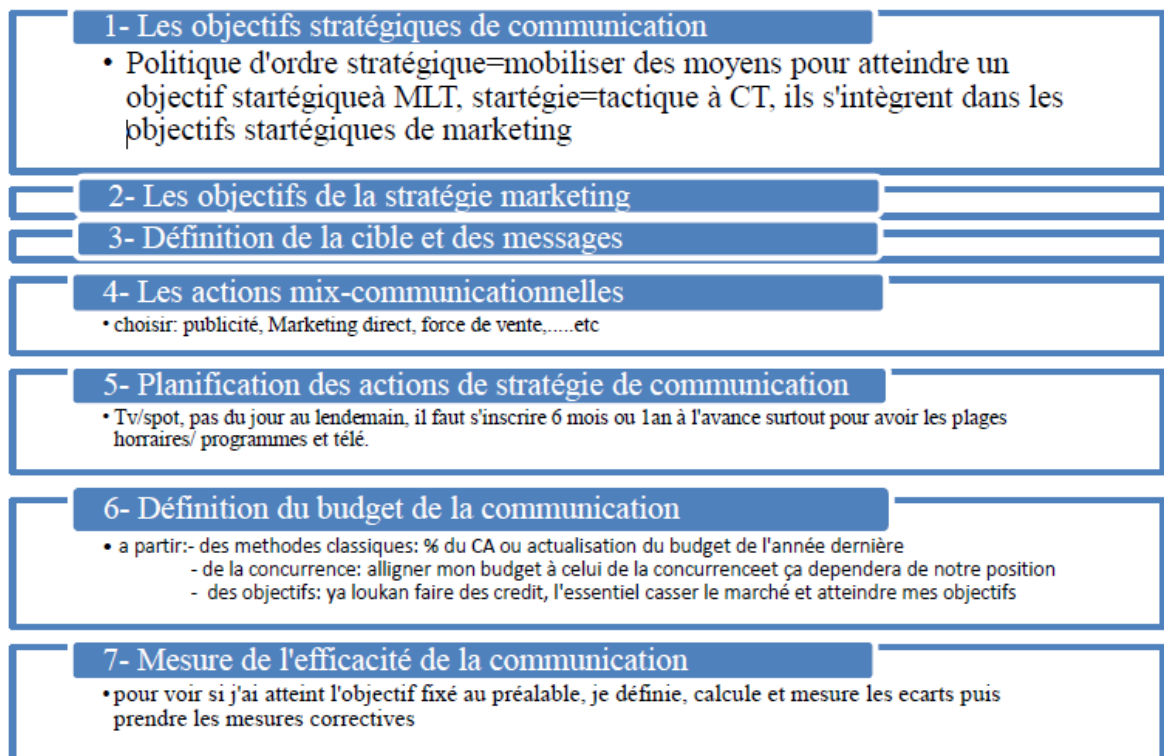 1- Les objectifs stratégiques de communication
• Politique d'ordre stratégique=mobiliser des moyens pour atteindre un
objectif startégiqueà MLT, startégie=tactique à CT, ils s'intègrent dans les
objectifs startégiques de marketing
2- Les objectifs de la stratégie marketing
3- Définition de la cible et des messages
4- Les actions mix-communicationnelles
• choisir: publicité, Marketing direct, force de vente,.....etc
5- Planification des actions de stratégie de communication
• Tv/spot, pas du jour au lendemain, il faut s'inscrire 6 mois ou 1an à l'avance surtout pour avoir les plages
horraires/ programmes et télé.
6- Définition du budget de la communication
• a partir:- des methodes classiques: % du CA ou actualisation du budget de l'année dernière
- de la concurrence: alligner mon budget à celui de la concurrenceet ça dependera de notre position
- des objectifs: ya loukan faire des credit, l'essentiel casser le marché et atteindre mes objectifs
7- Mesure de l'efficacité de la communication
• pour voir si j'ai atteint l'objectif fixé au préalable, je définie, calcule et mesure les ecarts puis
prendre les mesures correctives